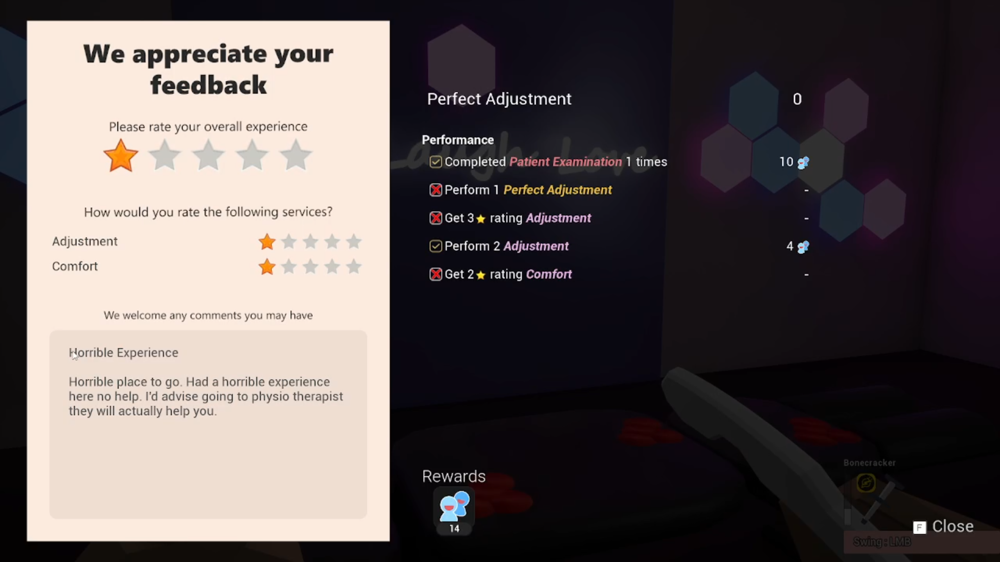 We appreciate your
feedback
Please rate your overall experience
How would you rate the following services?
Adjustment
Comfort
We welcome any comments you may have
Horrible Experience
Horrible place to go. Had a horrible experience
here no help. I'd advise going to physio therapist
they will actually help you.
Perfect Adjustment 0
Performance
Completed Patient Examination 1 times 10
Perform 1 Perfect Adjustment -
Get 3 rating Adjustment -
Perform 2 Adjustment 4
Get 2 rating Comfort -
Laugh Love
Rewards
14
Bonecracker
F Close
Swing : LMB